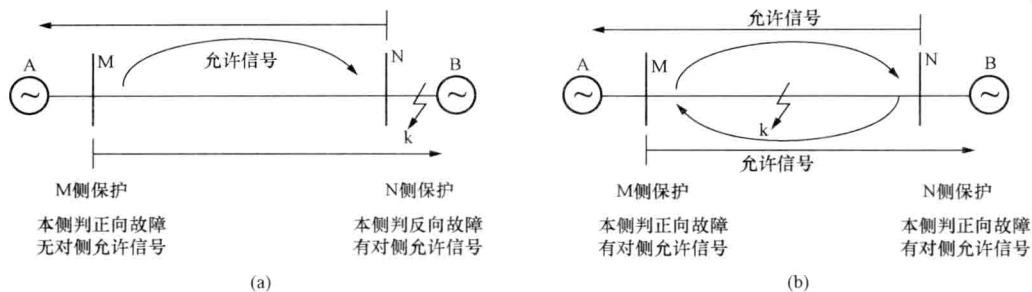 A
M
允许信号
N
B
k
M侧保护
N侧保护
本侧判正向故障
无对侧允许信号
本侧判反向故障
有对侧允许信号
(a)
允许信号
A
M
N
B
k
允许信号
M侧保护
N侧保护
本侧判正向故障
有对侧允许信号
本侧判正向故障
有对侧允许信号
(b)